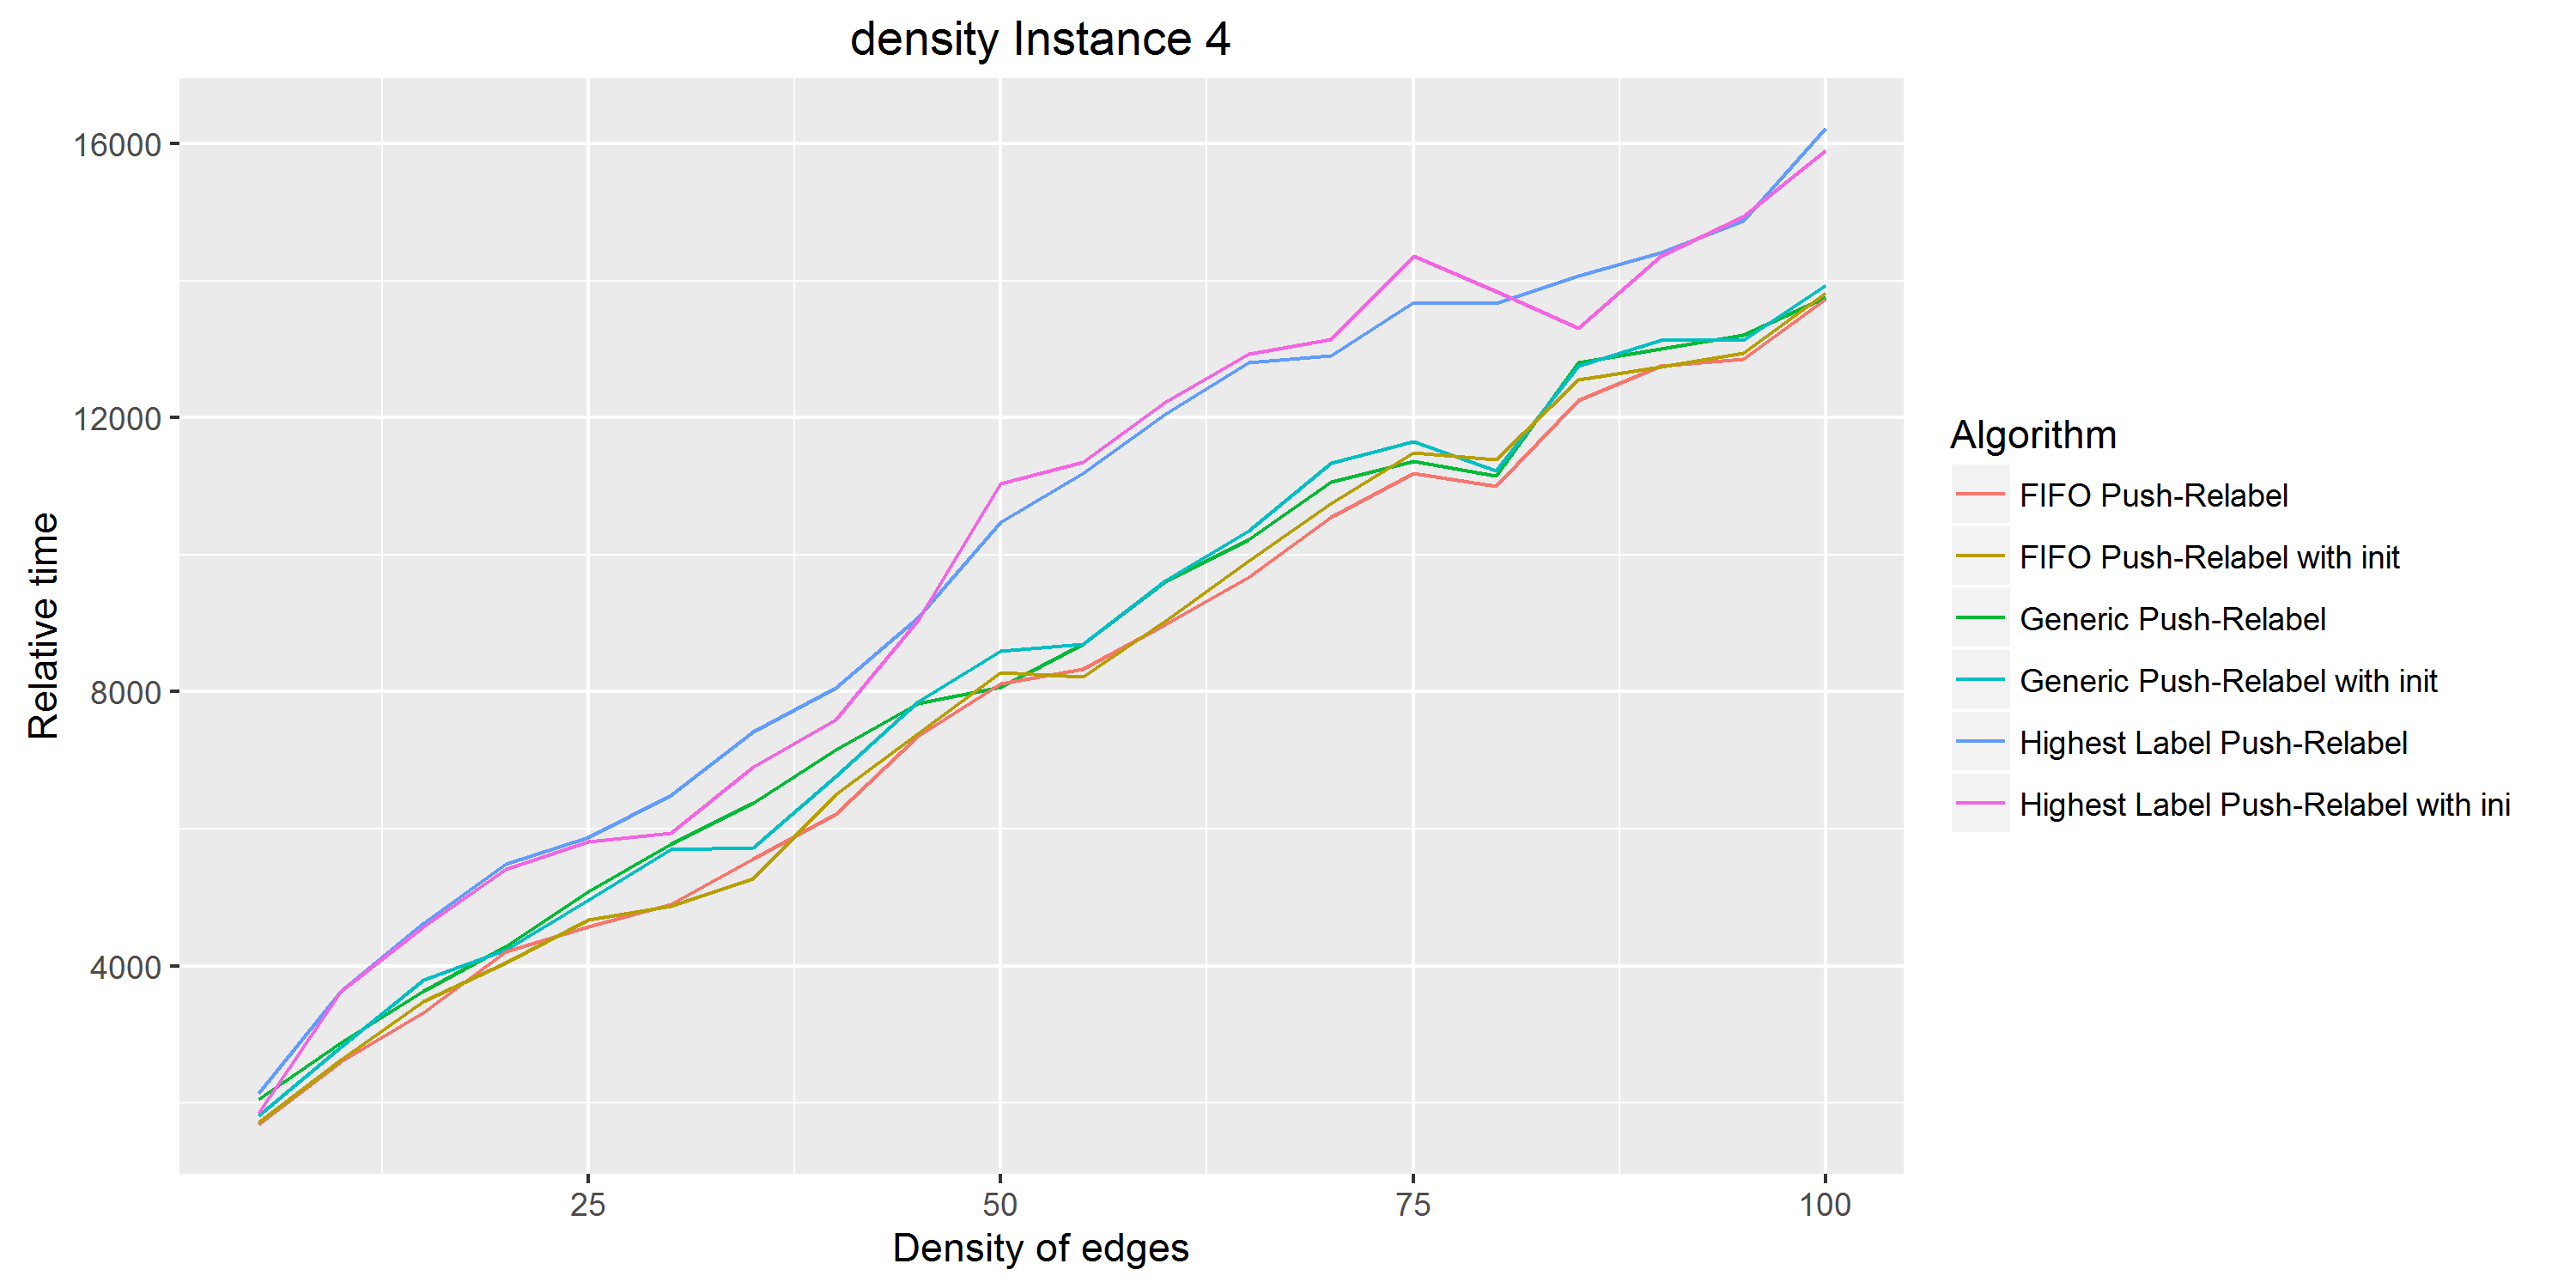 density Instance 4
16000
12000
8000
4000
Relative time
25
50
75
100
Density of edges
Algorithm
FIFO Push-Relabel
FIFO Push-Relabel with init
Generic Push-Relabel
Generic Push-Relabel with init
Highest Label Push-Relabel
Highest Label Push-Relabel with ini